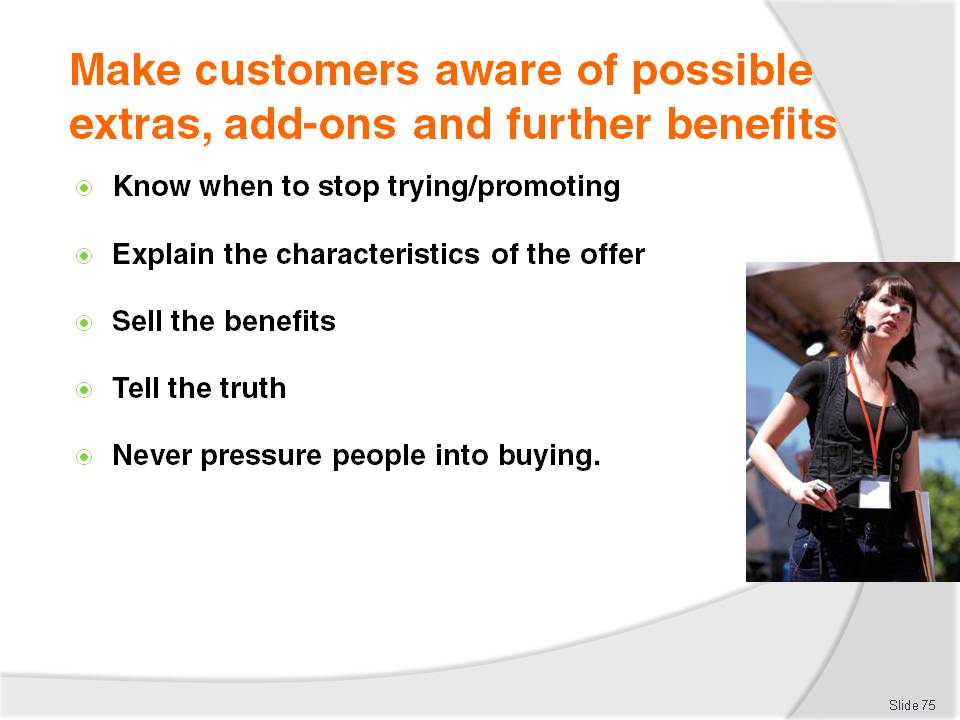 Make customers aware of possible
extras, add-ons and further benefits
Know when to stop trying/promoting
Explain the characteristics of the offer
Sell the benefits
Tell the truth
Never pressure people into buying.
Slide 75